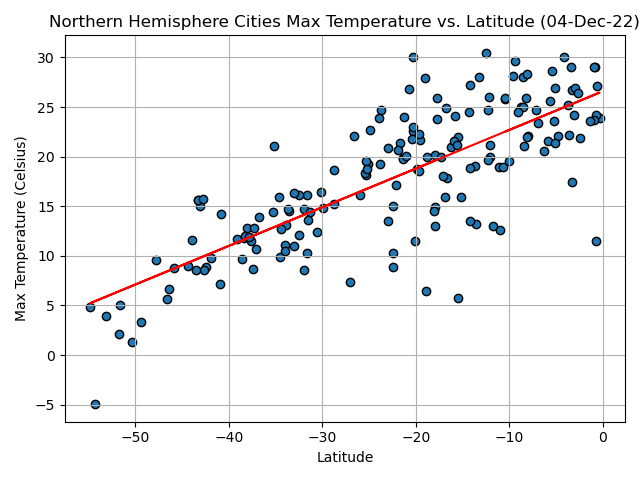 Northern Hemisphere Cities Max Temperature vs. Latitude (04-Dec-22)
30
25
20
15
10
5
0
−5
Max Temperature (Celsius)
−50 −40 −30 −20 −10 0
Latitude